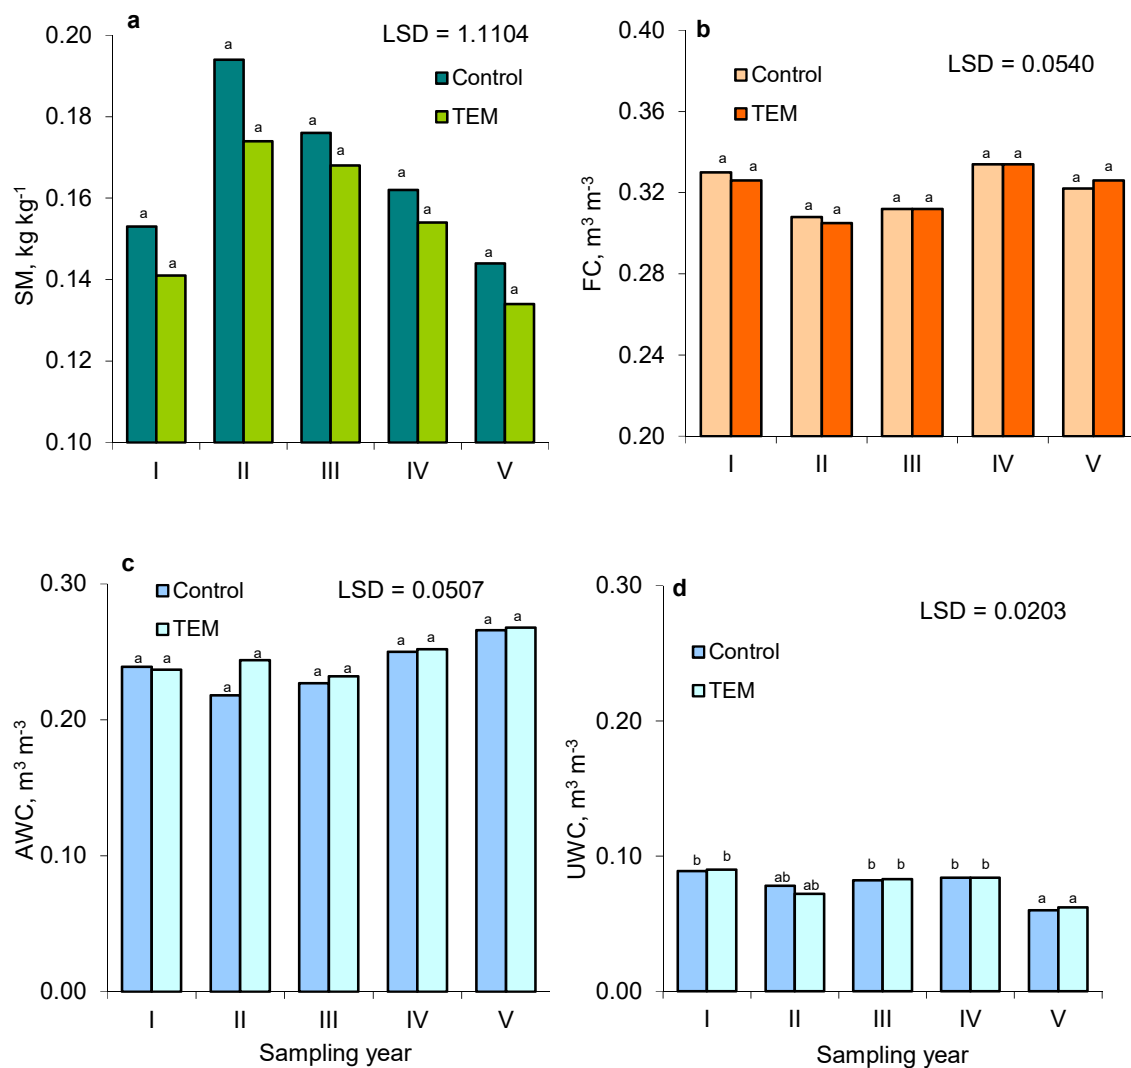 a
LSD = 1.1104
Control
TEM
SM, kg kg⁻¹
0.20
0.18
0.16
0.14
0.12
0.10
a a a a a a a a a a
I II III IV V
b
LSD = 0.0540
Control
TEM
FC, m³ m⁻³
0.40
0.36
0.32
0.28
0.24
0.20
a a a a a a a a a a
I II III IV V
c
LSD = 0.0507
Control
TEM
AWC, m³ m⁻³
0.30
0.20
0.10
0.00
a a a a a a a a a a
I II III IV V
Sampling year
d
LSD = 0.0203
Control
TEM
UWC, m³ m⁻³
0.30
0.20
0.10
0.00
b b ab ab b b b b a a
I II III IV V
Sampling year